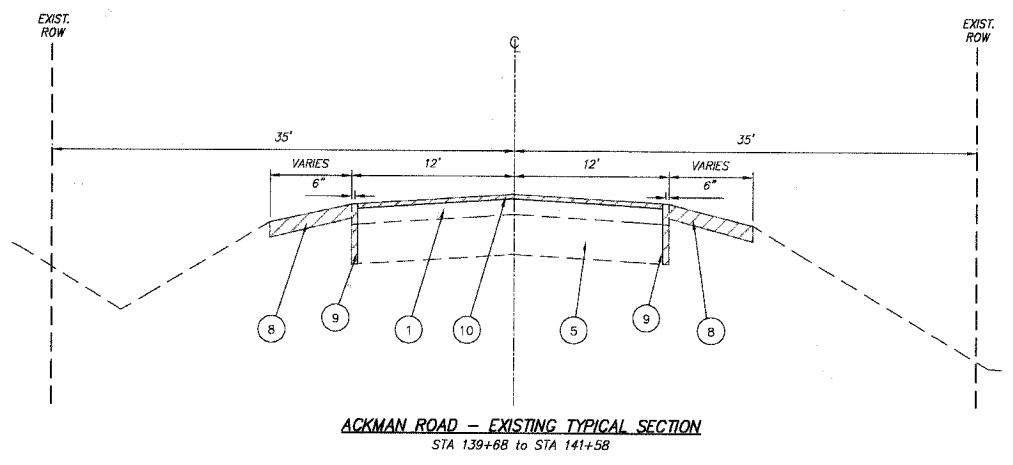 EXIST.
ROW
EXIST.
ROW
℄
35'
35'
VARIES
12'
12'
VARIES
6"
6"
8
9
1
10
5
9
8
ACKMAN ROAD - EXISTING TYPICAL SECTION
STA 139+68 to STA 141+58